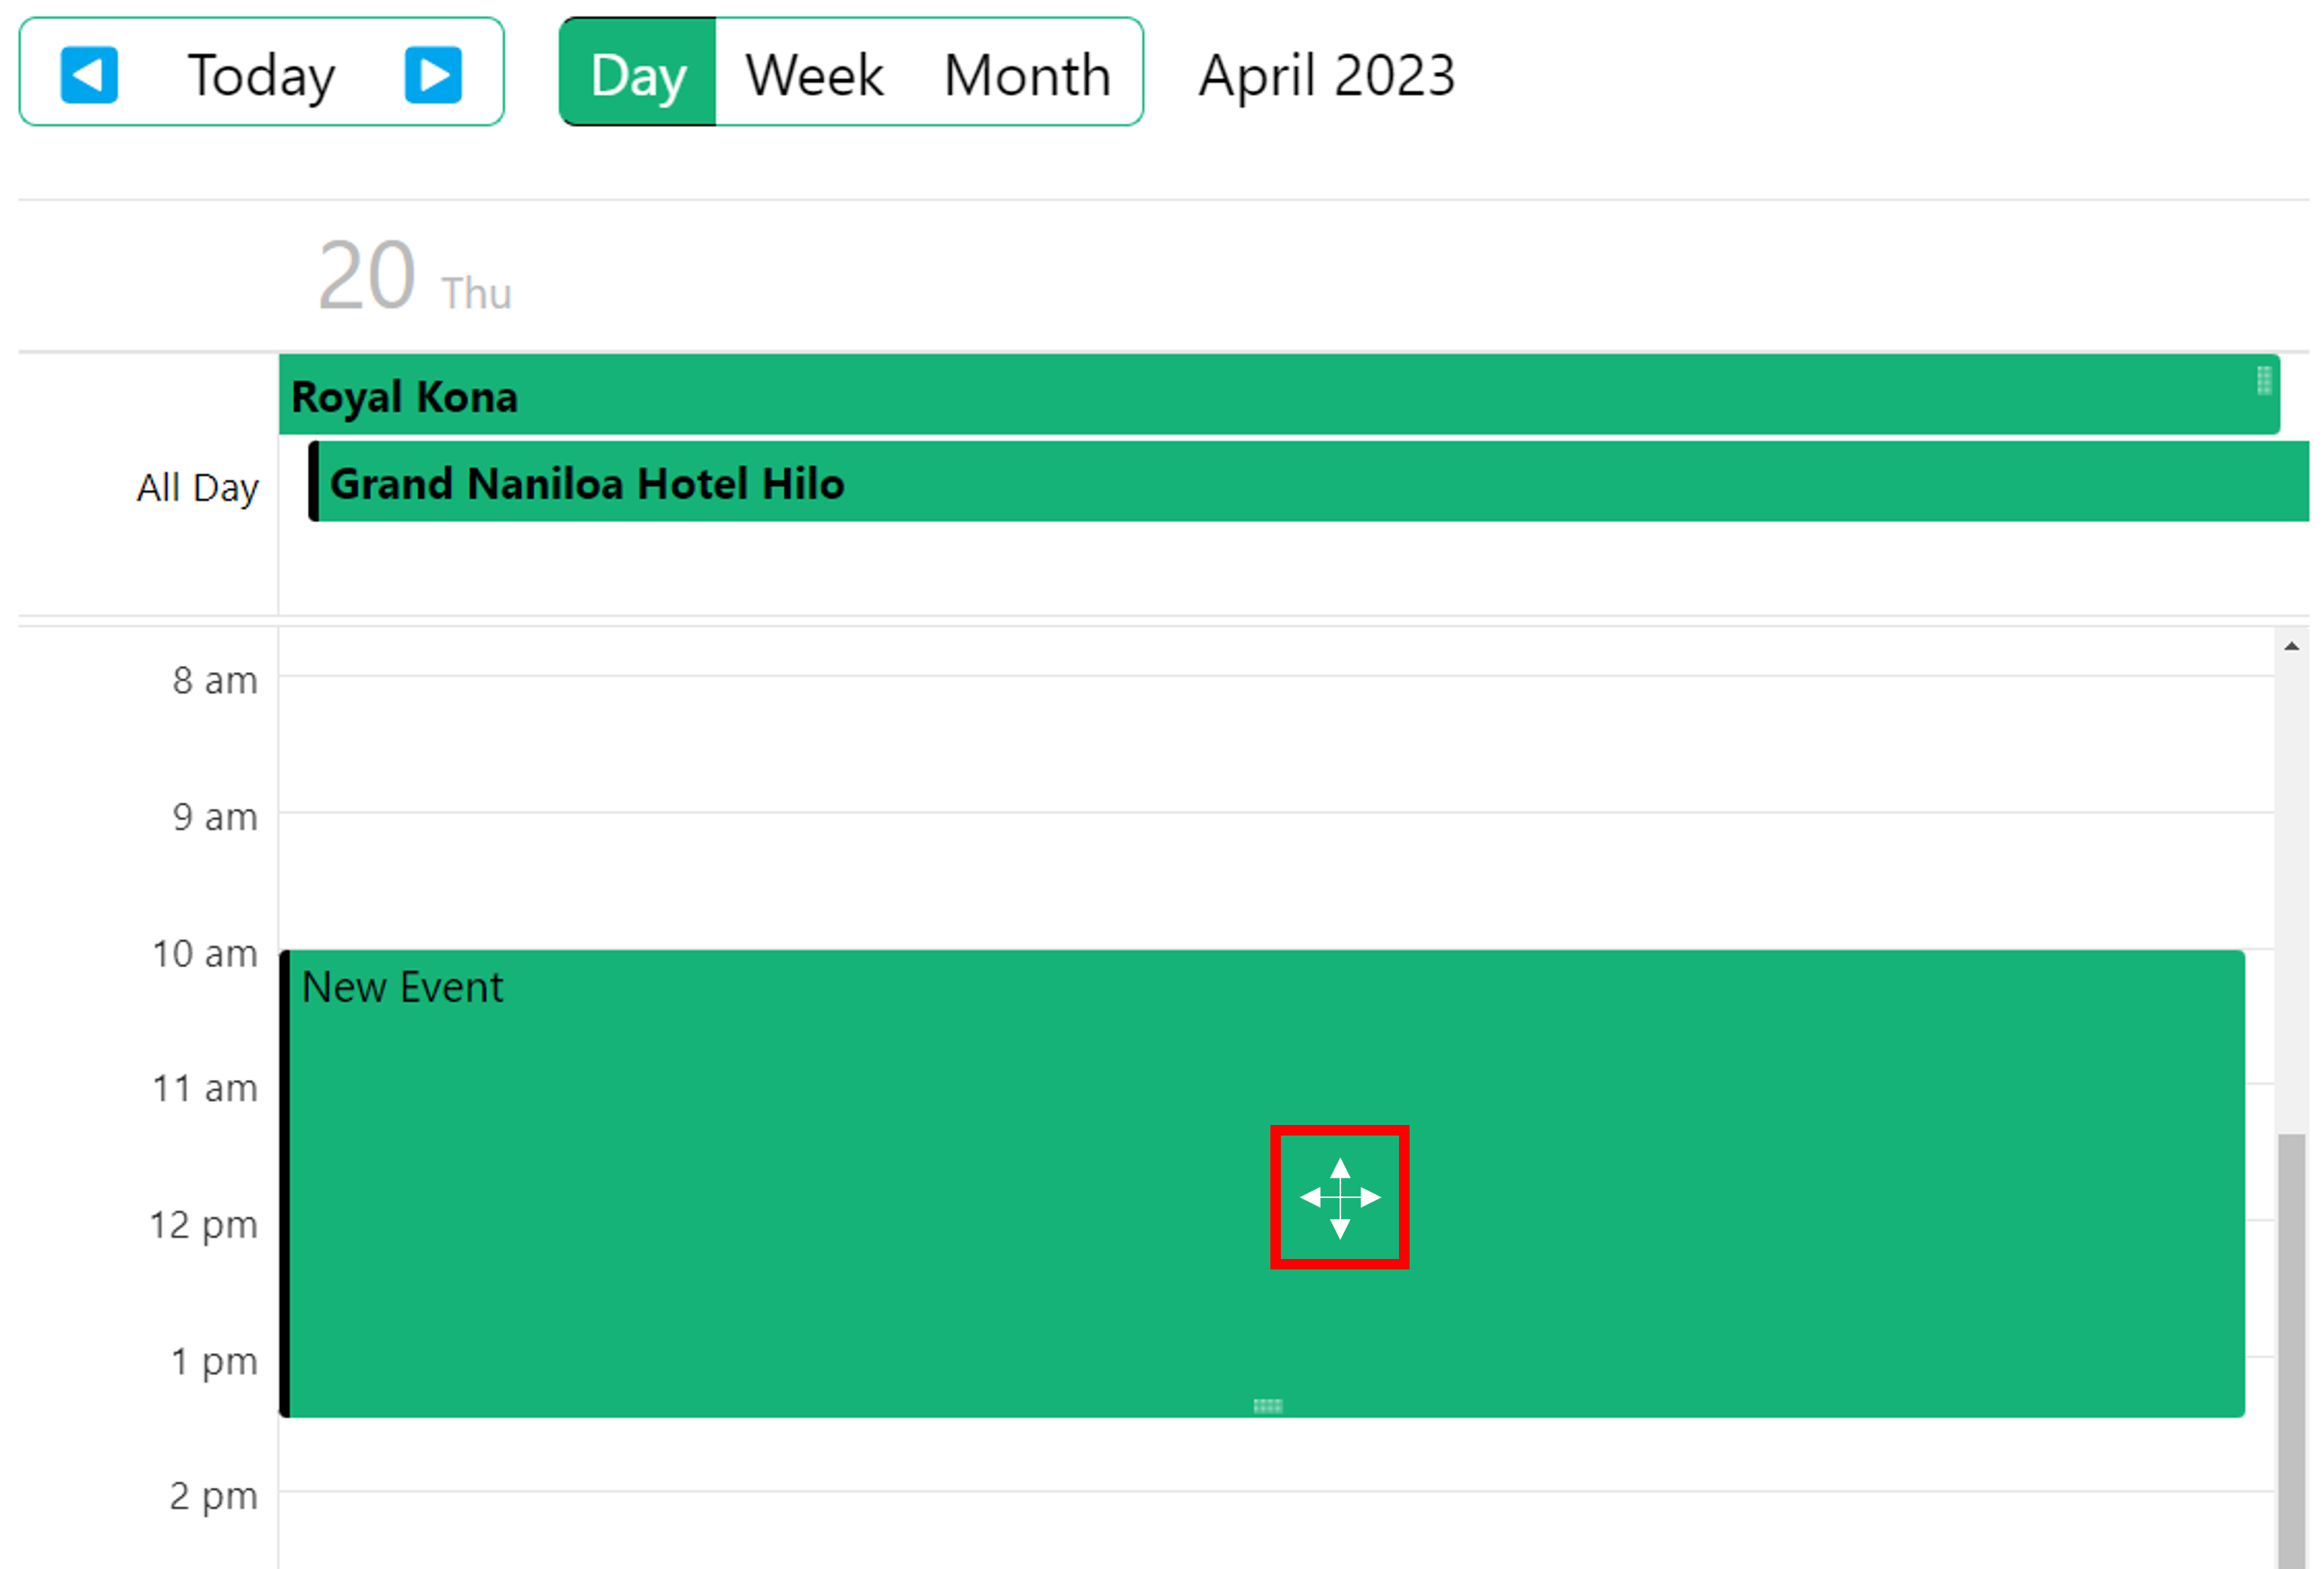 Today Day Week Month April 2023
20 Thu
Royal Kona
All Day
Grand Naniloa Hotel Hilo
8 am
9 am
10 am
New Event
11 am
12 pm
1 pm
2 pm